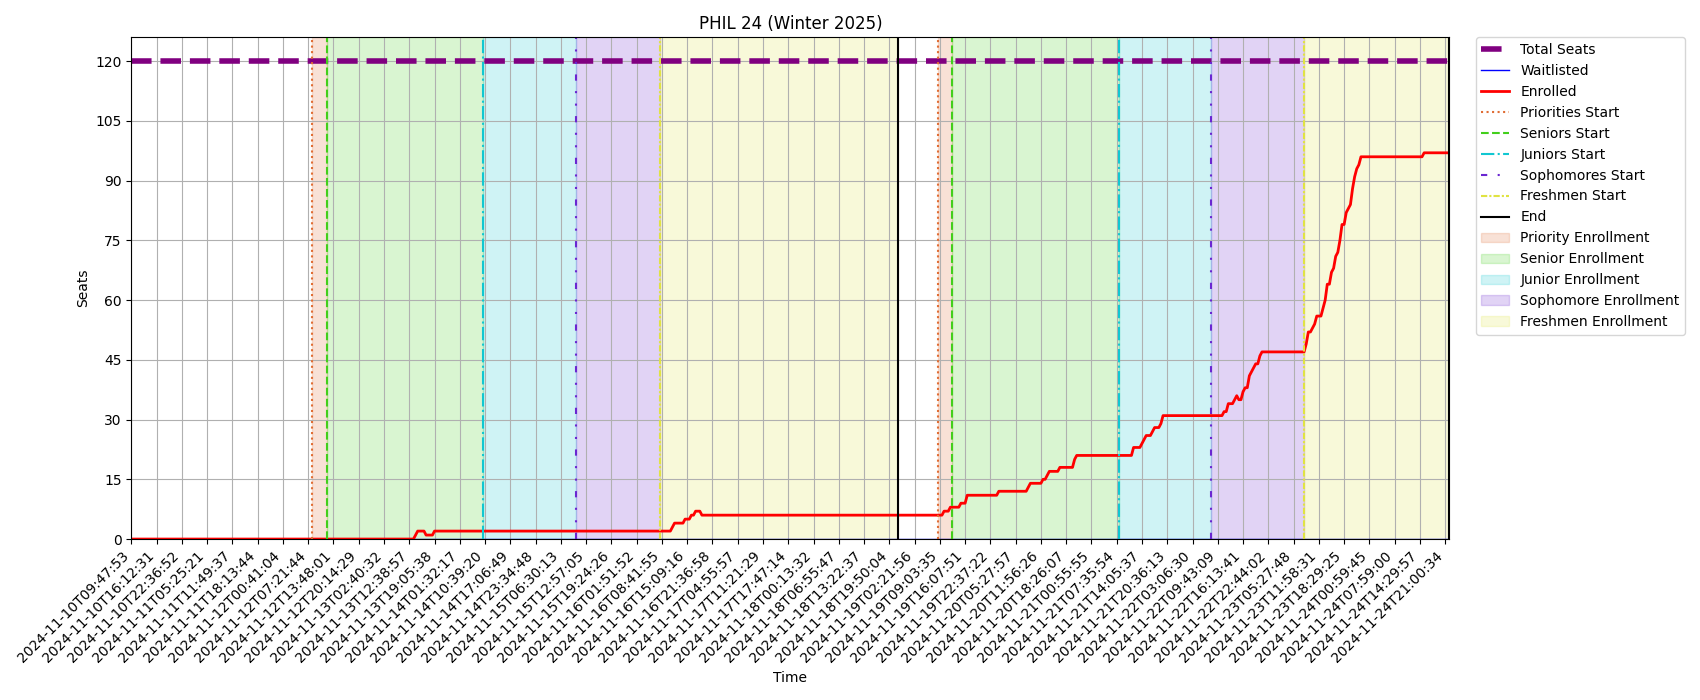 PHIL 24 (Winter 2025)
Seats
120
105
90
75
60
45
30
15
0
2024-11-10T09:47:53
2024-11-10T16:12:31
2024-11-10T22:36:52
2024-11-11T05:25:21
2024-11-11T11:49:37
2024-11-11T18:13:44
2024-11-12T00:41:04
2024-11-12T07:21:44
2024-11-12T13:48:01
2024-11-12T20:14:29
2024-11-13T02:40:32
2024-11-13T12:38:57
2024-11-13T19:05:38
2024-11-14T01:32:17
2024-11-14T10:39:20
2024-11-14T17:06:49
2024-11-14T23:34:48
2024-11-15T06:30:13
2024-11-15T12:57:05
2024-11-15T19:24:26
2024-11-16T01:51:52
2024-11-16T08:41:55
2024-11-16T15:09:16
2024-11-16T21:36:58
2024-11-17T04:55:57
2024-11-17T11:21:29
2024-11-17T17:47:14
2024-11-18T00:13:32
2024-11-18T06:55:47
2024-11-18T13:22:37
2024-11-18T19:50:04
2024-11-19T02:21:56
2024-11-19T09:03:35
2024-11-19T16:07:51
2024-11-19T22:37:22
2024-11-20T05:27:57
2024-11-20T11:56:26
2024-11-20T18:26:07
2024-11-21T00:55:55
2024-11-21T07:35:54
2024-11-21T14:05:37
2024-11-21T20:36:13
2024-11-22T03:06:30
2024-11-22T09:43:09
2024-11-22T16:13:41
2024-11-22T22:44:02
2024-11-23T05:27:48
2024-11-23T11:58:31
2024-11-23T18:29:25
2024-11-24T00:59:45
2024-11-24T07:59:00
2024-11-24T14:29:57
2024-11-24T21:00:34
Time
Total Seats
Waitlisted
Enrolled
Priorities Start
Seniors Start
Juniors Start
Sophomores Start
Freshmen Start
End
Priority Enrollment
Senior Enrollment
Junior Enrollment
Sophomore Enrollment
Freshmen Enrollment